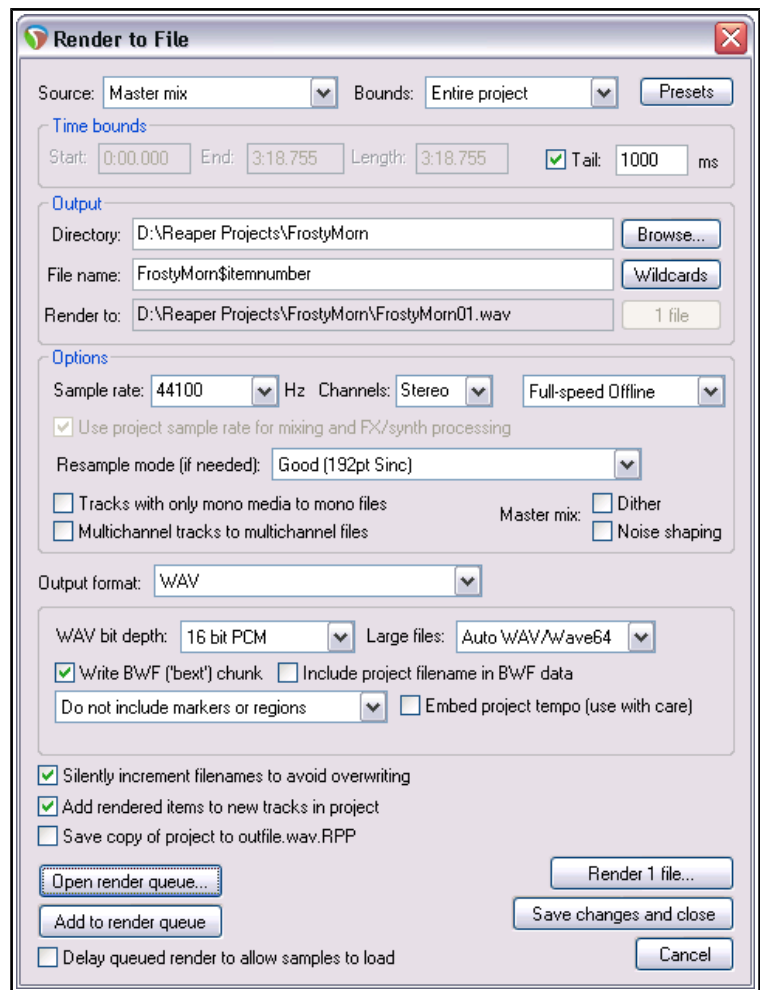 Render to File
Source: Master mix Bounds: Entire project Presets
Time bounds
Start: 0:00.000 End: 3:18.755 Length: 3:18.755 Tail: 1000 ms
Output
Directory: D:\Reaper Projects\FrostyMorn Browse...
File name: FrostyMorn$itemnumber Wildcards
Render to: D:\Reaper Projects\FrostyMorn\FrostyMorn01.wav 1 file
Options
Sample rate: 44100 Hz Channels: Stereo Full-speed Offline
Use project sample rate for mixing and FX/synth processing
Resample mode (if needed): Good (192pt Sinc)
Tracks with only mono media to mono files Master mix: Dither
Multichannel tracks to multichannel files Noise shaping
Output format: WAV
WAV bit depth: 16 bit PCM Large files: Auto WAV/Wave64
Write BWF ('bext') chunk Include project filename in BWF data
Do not include markers or regions Embed project tempo (use with care)
Silently increment filenames to avoid overwriting
Add rendered items to new tracks in project
Save copy of project to outfile.wav.RPP
Open render queue... Render 1 file...
Add to render queue Save changes and close
Delay queued render to allow samples to load Cancel